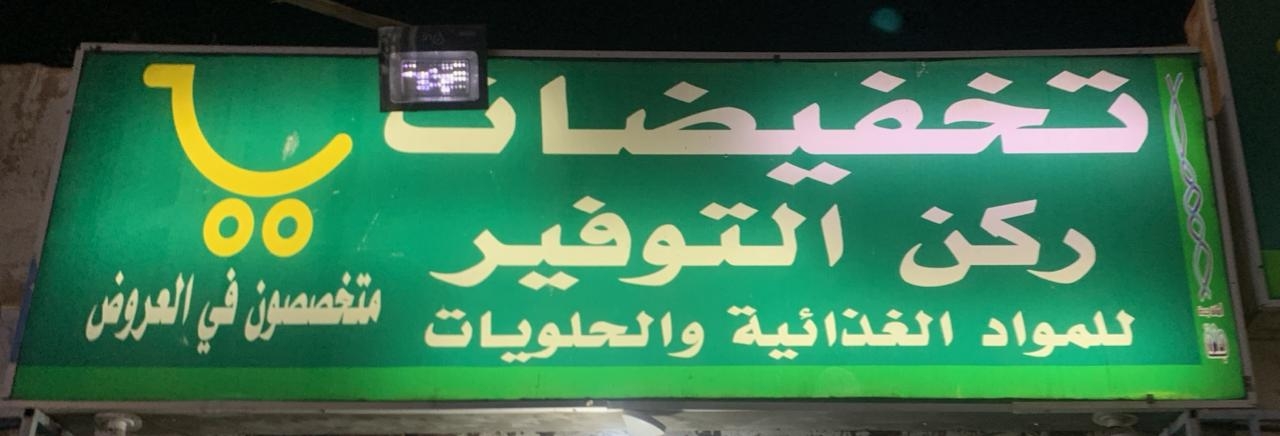 تخفيضات
ركن التوفير
للمواد الغذائية والحلويات
متخصصون في العروض